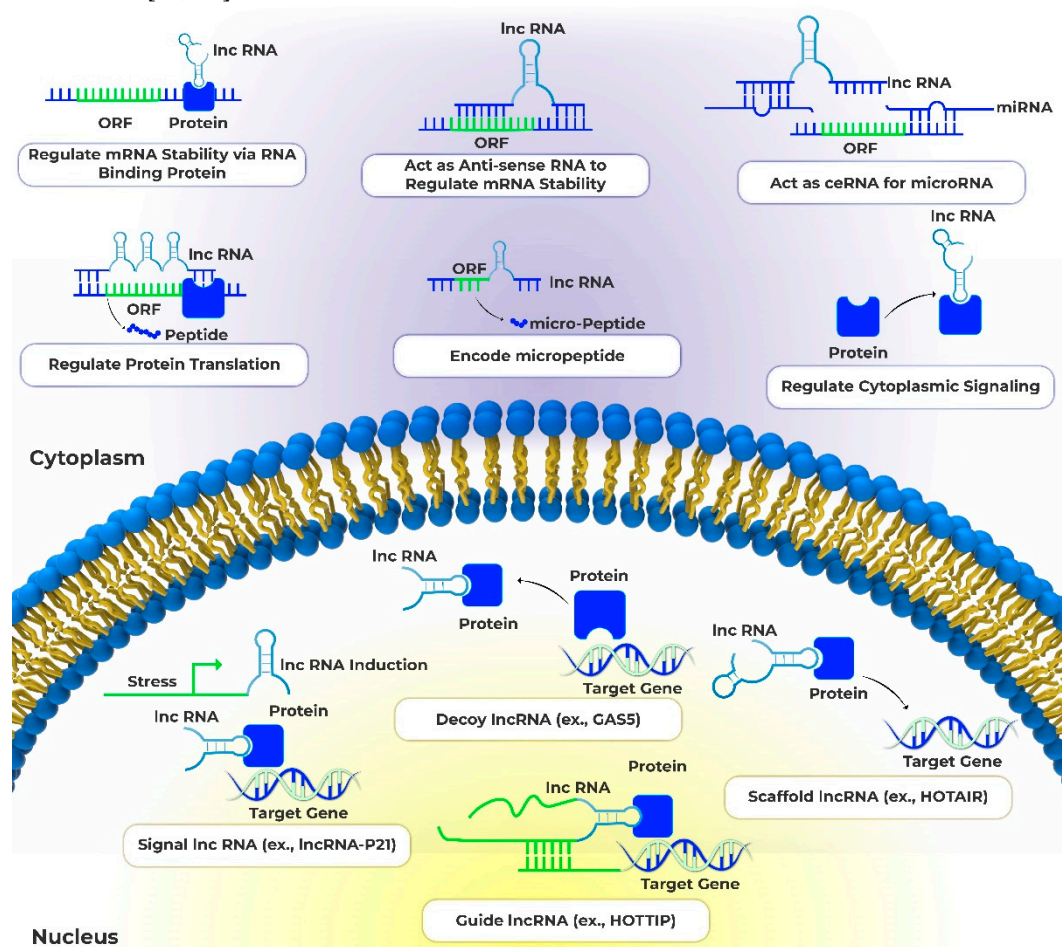 lnc RNA
ORF
Protein
Regulate mRNA Stability via RNA
Binding Protein
lnc RNA
ORF
Act as Anti-sense RNA to
Regulate mRNA Stability
lnc RNA
miRNA
ORF
Act as ceRNA for microRNA
lnc RNA
ORF
Peptide
Regulate Protein Translation
ORF
lnc RNA
micro-Peptide
Encode micropeptide
lnc RNA
Protein
Regulate Cytoplasmic Signaling
Cytoplasm
lnc RNA
Protein
Protein
Target Gene
Decoy lncRNA (ex., GAS5)
Stress
lnc RNA Induction
lnc RNA
Protein
Target Gene
Signal lnc RNA (ex., lncRNA-P21)
lnc RNA
Protein
Target Gene
Scaffold lncRNA (ex., HOTAIR)
Protein
lnc RNA
Target Gene
Guide lncRNA (ex., HOTTIP)
Nucleus